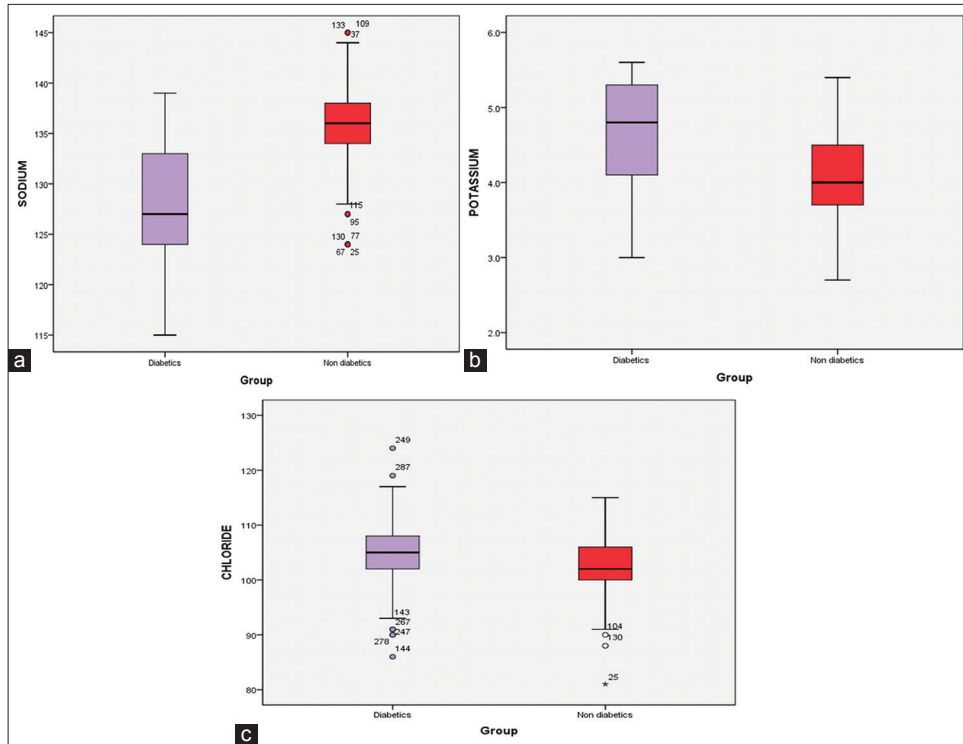 133 109
37
145
140
135
130
125
120
115
SODIUM
115
95
130 77
67 25
Diabetics Non diabetics
Group
a
6.0
5.0
4.0
3.0
2.0
POTASSIUM
Diabetics Non diabetics
Group
b
130
120
110
100
90
80
CHLORIDE
249
287
143
267
247
278
144
104
130
25
Diabetics Non diabetics
Group
c